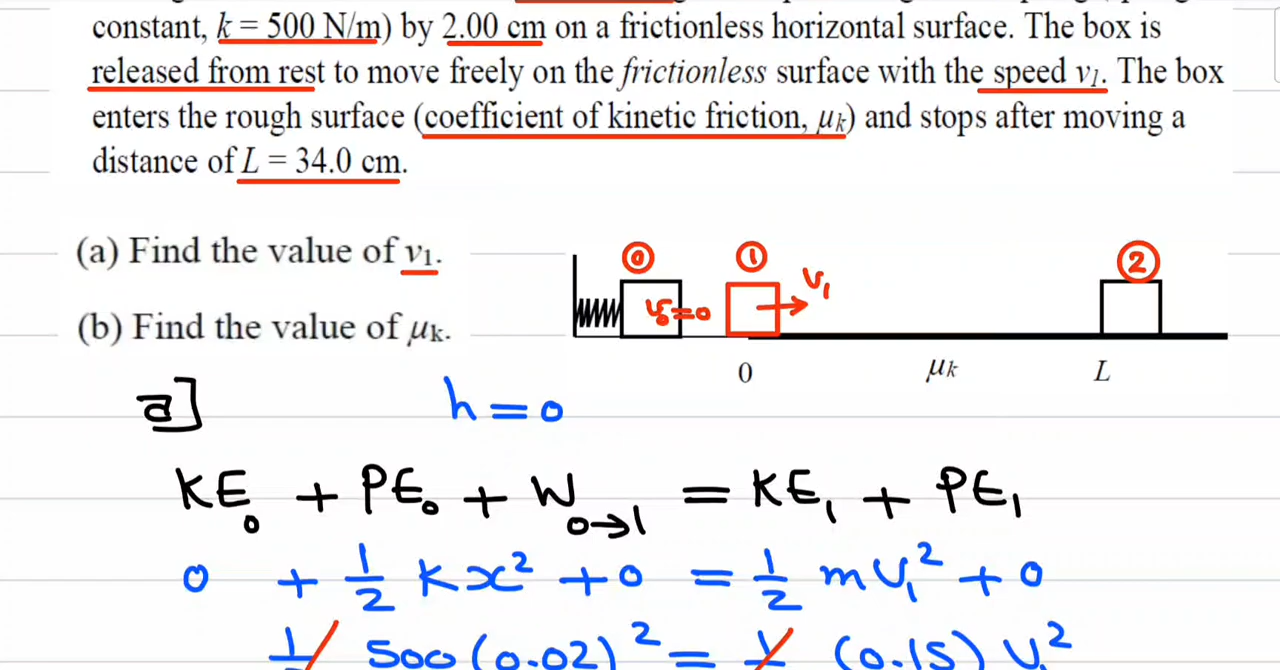 constant, k = 500 N/m) by 2.00 cm on a frictionless horizontal surface. The box is
released from rest to move freely on the frictionless surface with the speed v1. The box
enters the rough surface (coefficient of kinetic friction, μk) and stops after moving a
distance of L = 34.0 cm.
(a) Find the value of v1.
(b) Find the value of μk.
0 1 2
v0=0 v1
0 μk L
a]
h=0
KE0 + PE0 + W0→1 = KE1 + PE1
0 + 1/2 kx² + 0 = 1/2 mv1² + 0
1/ 500(0.02)² = (0.15) v²